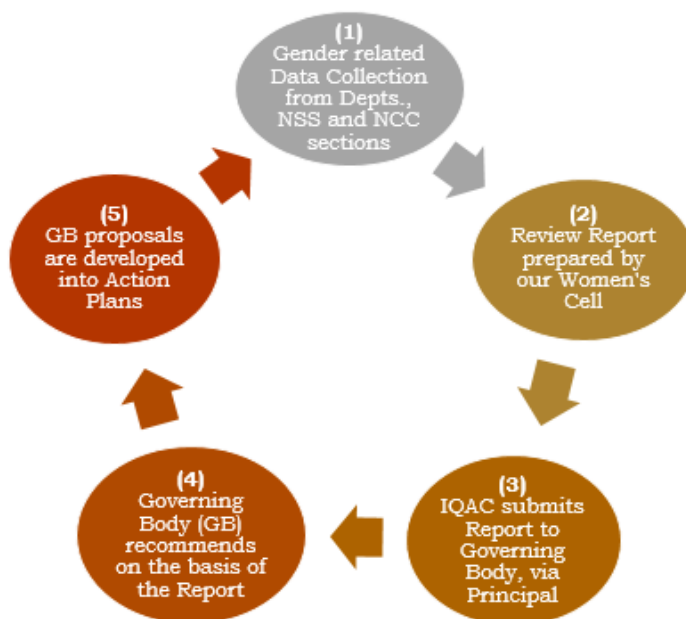 (1)
Gender related
Data Collection
from Depts.,
NSS and NCC
sections
(2)
Review Report
prepared by
our Women's
Cell
(3)
IQAC submits
Report to
Governing
Body, via
Principal
(4)
Governing
Body (GB)
recommends
on the basis of
the Report
(5)
GB proposals
are developed
into Action
Plans